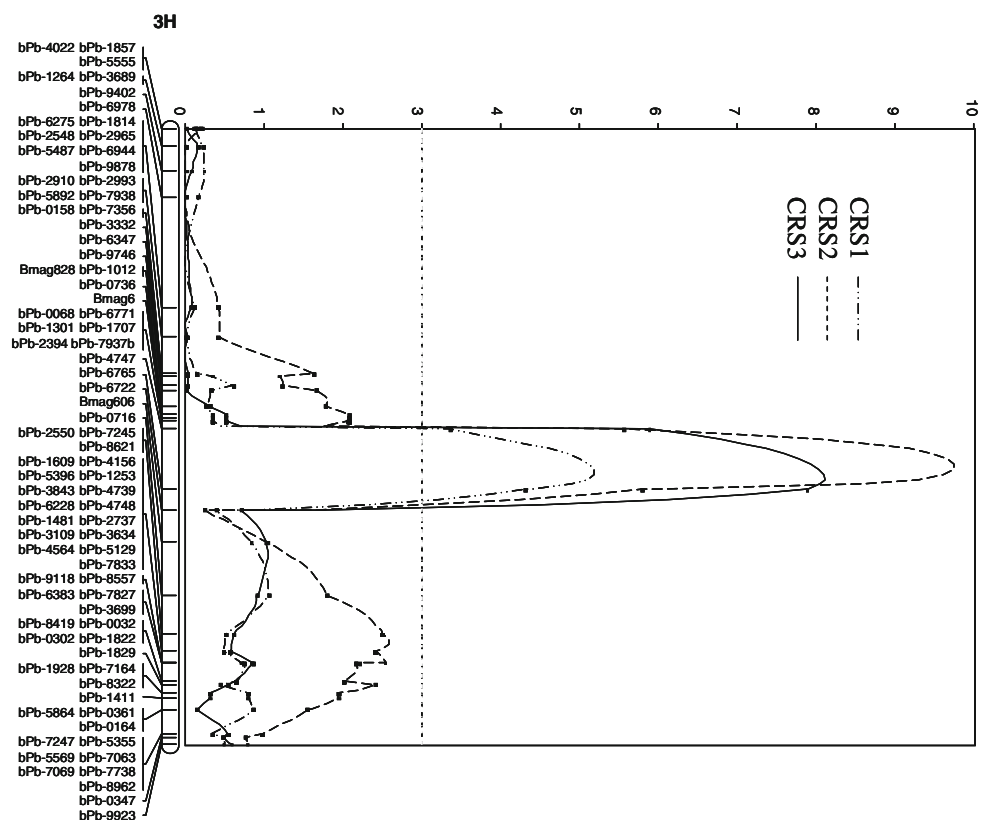 3H
bPb-4022 bPb-1857
bPb-5555
bPb-1264 bPb-3689
bPb-9402
bPb-6978
bPb-6275 bPb-1814
bPb-2548 bPb-2965
bPb-5487 bPb-6944
bPb-9878
bPb-2910 bPb-2993
bPb-5892 bPb-7938
bPb-0158 bPb-7356
bPb-3332
bPb-6347
bPb-9746
Bmag828 bPb-1012
bPb-0736
Bmag6
bPb-0068 bPb-6771
bPb-1301 bPb-1707
bPb-2394 bPb-7937b
bPb-4747
bPb-6765
bPb-6722
Bmag606
bPb-0716
bPb-2550 bPb-7245
bPb-8621
bPb-1609 bPb-4156
bPb-5396 bPb-1253
bPb-3843 bPb-4739
bPb-6228 bPb-4748
bPb-1481 bPb-2737
bPb-3109 bPb-3634
bPb-4564 bPb-5129
bPb-7833
bPb-9118 bPb-8557
bPb-6383 bPb-7827
bPb-3699
bPb-8419 bPb-0032
bPb-0302 bPb-1822
bPb-1829
bPb-1928 bPb-7164
bPb-8322
bPb-1411
bPb-5864 bPb-0361
bPb-0164
bPb-7247 bPb-5355
bPb-5569 bPb-7063
bPb-7069 bPb-7738
bPb-8962
bPb-0347
bPb-9923
0 1 2 3 4 5 6 7 8 9 10
CRS1
CRS2
CRS3